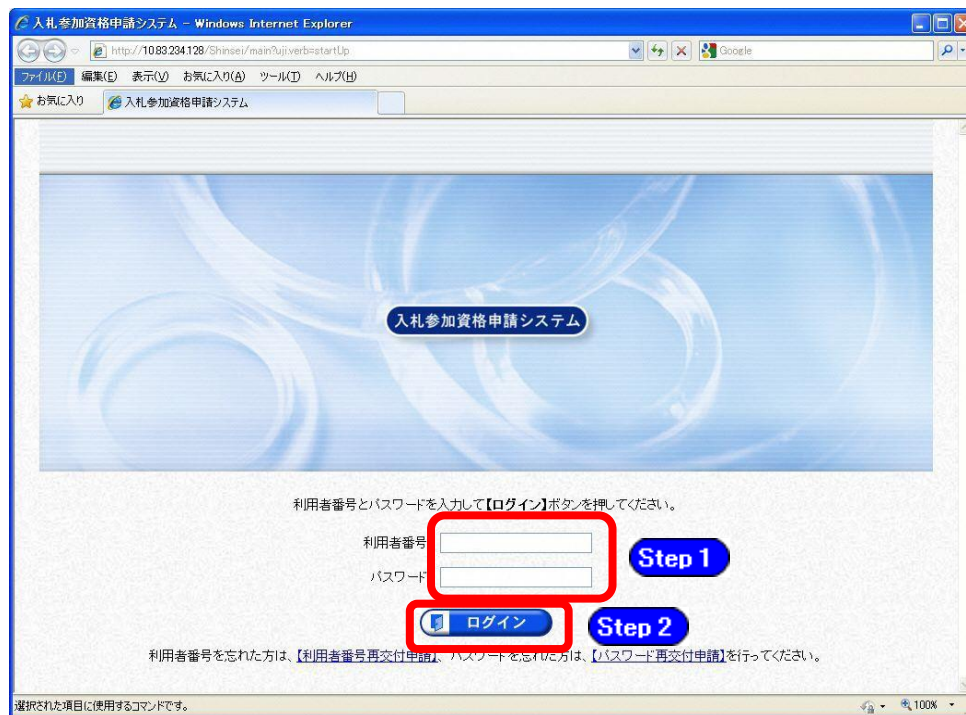 入札参加資格申請システム - Windows Internet Explorer
http://10.83.234.128/Shinsei/main?uji.verb=startUp
Google
ファイル(F) 編集(E) 表示(V) お気に入り(A) ツール(T) ヘルプ(H)
お気に入り 入札参加資格申請システム
入札参加資格申請システム
利用者番号とパスワードを入力して【ログイン】ボタンを押してください。
利用者番号
Step 1
パスワード
ログイン
Step 2
利用者番号を忘れた方は、【利用者番号再交付申請】、パスワードを忘れた方は、【パスワード再交付申請】を行ってください。
選択された項目に使用するコマンドです。
100%